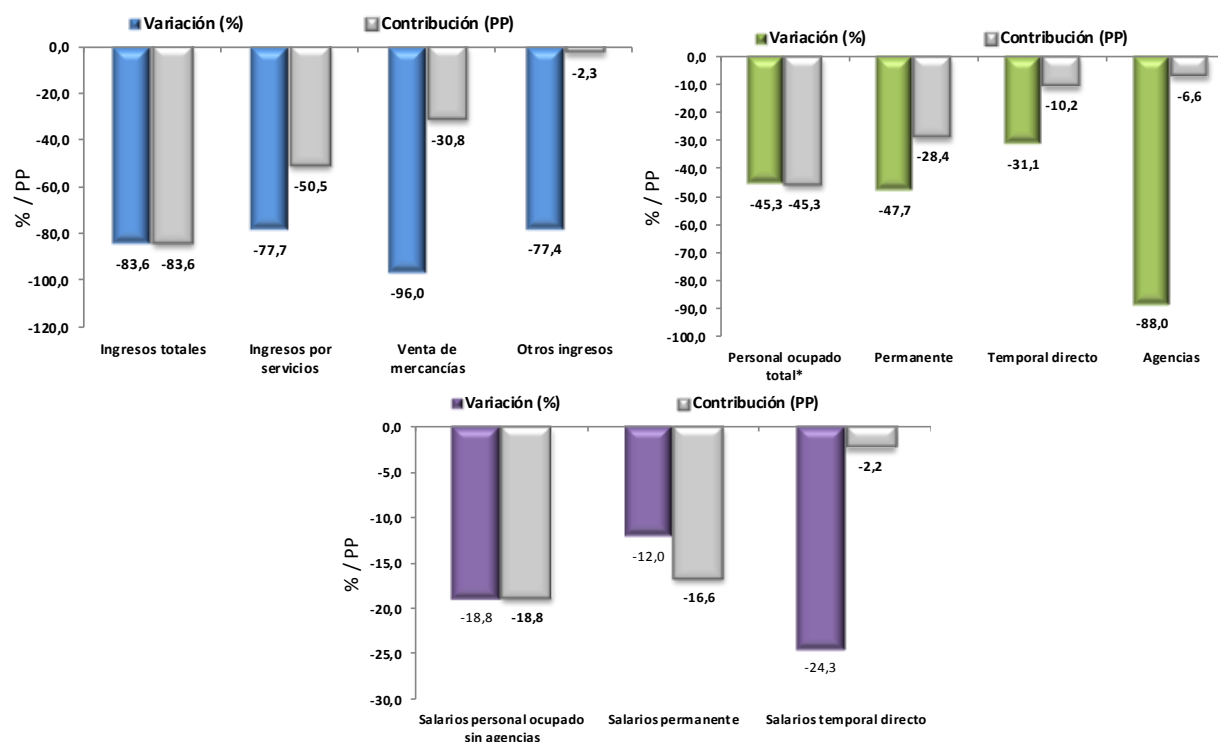 Variación (%) Contribución (PP)
0,0
-20,0
-40,0
-60,0
-80,0
-100,0
-120,0
% / PP
-83,6 -83,6
-77,7
-50,5
-96,0
-30,8
-77,4
-2,3
Ingresos totales
Ingresos por
servicios
Venta de
mercancías
Otros ingresos
Variación (%) Contribución (PP)
0,0
-10,0
-20,0
-30,0
-40,0
-50,0
-60,0
-70,0
-80,0
-90,0
-100,0
% / PP
-45,3 -45,3
-47,7
-28,4
-31,1
-10,2
-88,0
-6,6
Personal ocupado
total*
Permanente
Temporal directo
Agencias
Variación (%) Contribución (PP)
0,0
-5,0
-10,0
-15,0
-20,0
-25,0
-30,0
% / PP
-18,8 -18,8
-12,0
-16,6
-24,3
-2,2
Salarios personal ocupado
sin agencias
Salarios permanente
Salarios temporal directo